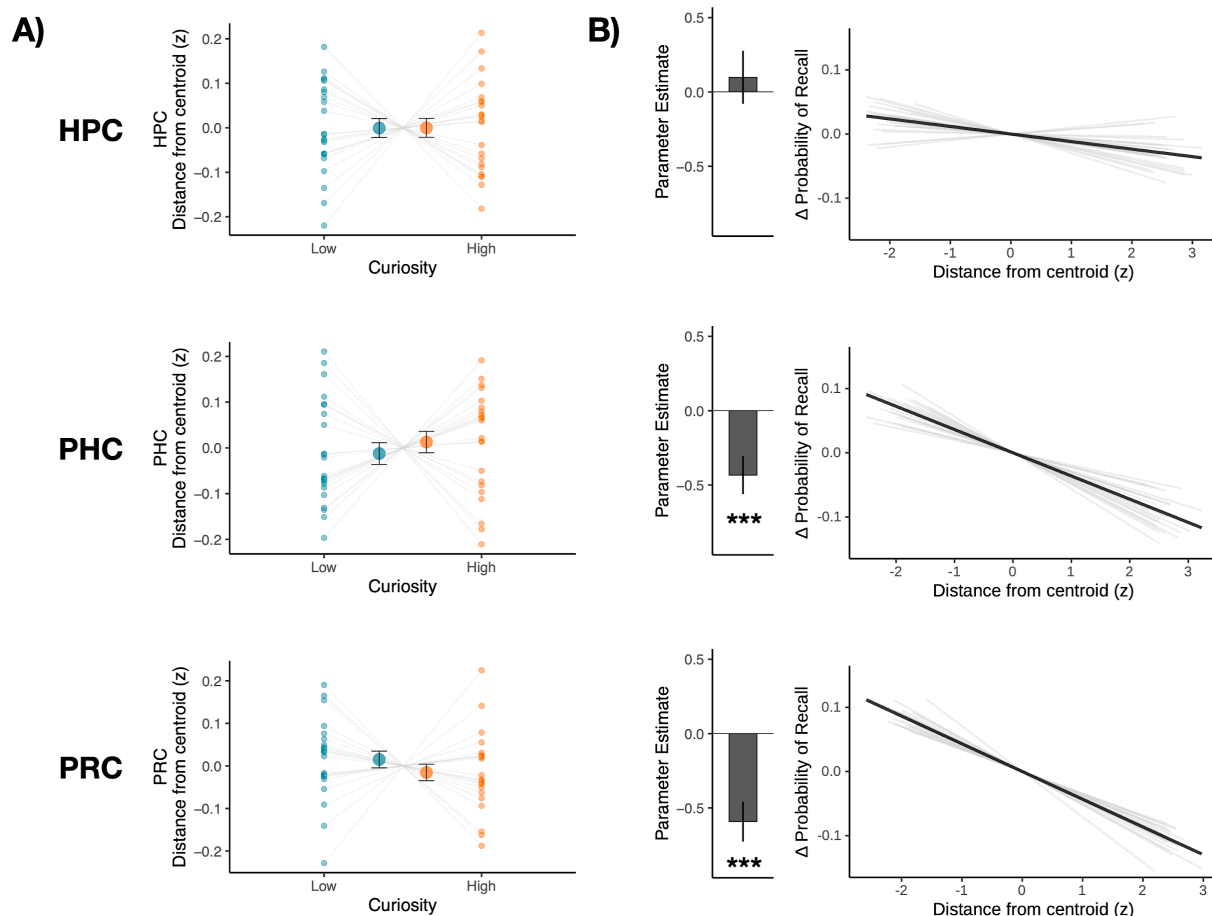 A)
B)
HPC
HPC
Distance from centroid (z)
0.2
0.1
0.0
−0.1
−0.2
Low
High
Curiosity
Parameter Estimate
0.5
0.0
−0.5
Δ Probability of Recall
0.1
0.0
-0.1
-2
-1
0
1
2
3
Distance from centroid (z)
PHC
PHC
Distance from centroid (z)
0.2
0.1
0.0
−0.1
−0.2
Low
High
Curiosity
Parameter Estimate
0.5
0.0
−0.5
***
Δ Probability of Recall
0.1
0.0
-0.1
-2
-1
0
1
2
3
Distance from centroid (z)
PRC
PRC
Distance from centroid (z)
0.2
0.1
0.0
−0.1
−0.2
Low
High
Curiosity
Parameter Estimate
0.5
0.0
−0.5
***
Δ Probability of Recall
0.1
0.0
-0.1
-2
-1
0
1
2
3
Distance from centroid (z)